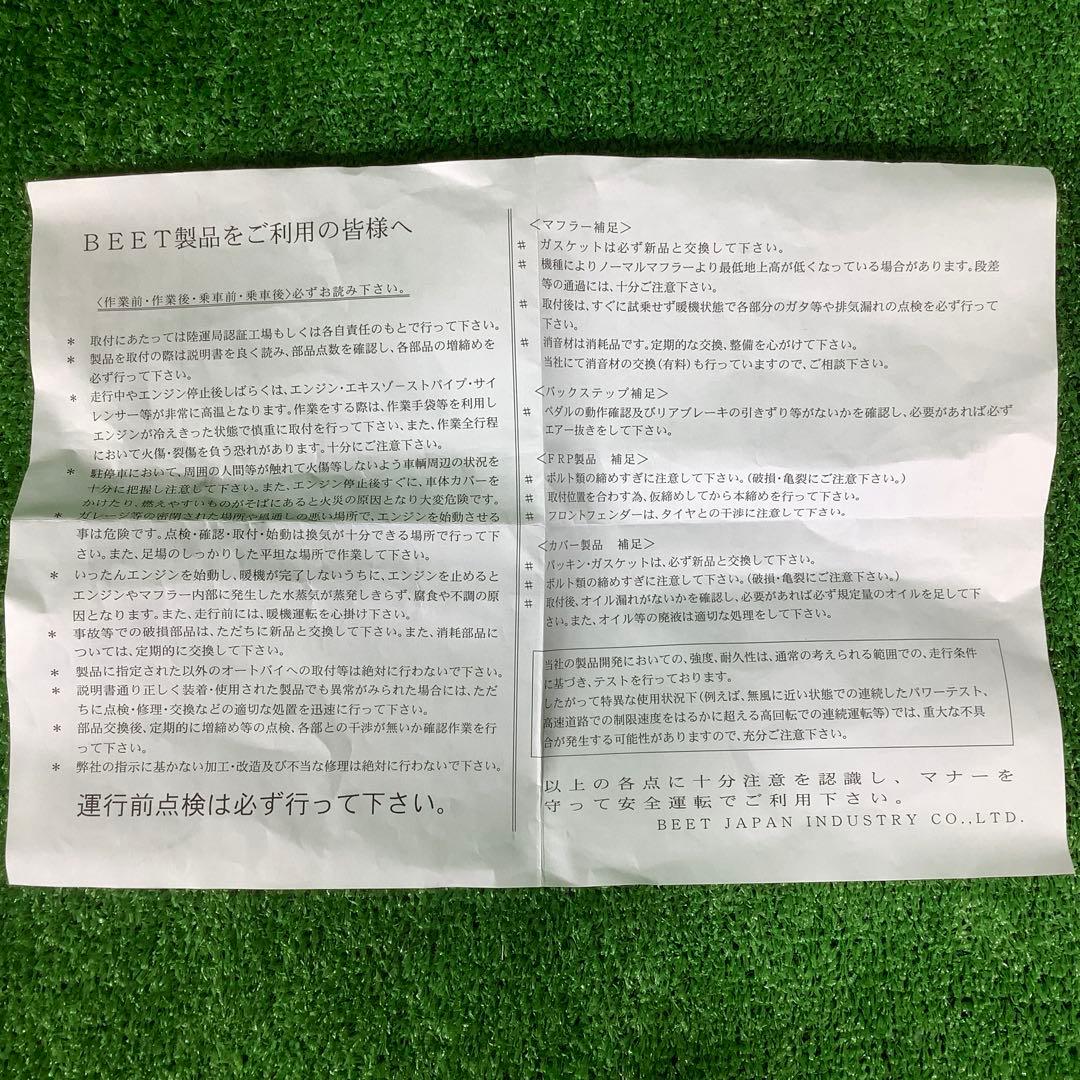 BEET製品をご利用の皆様へ
〈作業前・作業後・乗車前・乗車後〉必ずお読み下さい。
* 取付にあたっては陸運局認証工場もしくは各自責任のもとで行って下さい。
* 製品を取付の際は説明書を良く読み、部品点数を確認し、各部品の増締めを
必ず行って下さい。
* 走行中やエンジン停止後しばらくは、エンジン・エキスゾーストパイプ・サイ
レンサー等が非常に高温となります。作業をする際は、作業手袋等を利用し
エンジンが冷えきった状態で慎重に取付を行って下さい、また、作業全行程
において火傷・裂傷を負う恐れがあります。十分にご注意下さい。
* 駐停車において、周囲の人間等が触れて火傷等しないよう車輌周辺の状況を
十分に把握し注意して下さい。また、エンジン停止後すぐに、車体カバーを
かけたり、燃えやすいものがそばにあると火災の原因となり大変危険です。
* ガレージ等の密閉された場所や風通しの悪い場所で、エンジンを始動させる
事は危険です。点検・確認・取付・始動は換気が十分できる場所で行って下
さい。また、足場のしっかりした平坦な場所で作業して下さい。
* いったんエンジンを始動し、暖機が完了しないうちに、エンジンを止めると
エンジンやマフラー内部に発生した水蒸気が蒸発しきらず、腐食や不調の原
因となります。また、走行前には、暖機運転を心掛け下さい。
* 事故等での破損部品は、ただちに新品と交換して下さい。また、消耗部品に
ついては、定期的に交換して下さい。
* 製品に指定された以外のオートバイへの取付等は絶対に行わないで下さい。
* 説明書通り正しく装着・使用された製品でも異常がみられた場合には、ただ
ちに点検・修理・交換などの適切な処置を迅速に行って下さい。
* 部品交換後、定期的に増締め等の点検、各部との干渉が無いか確認作業を行
って下さい。
* 弊社の指示に基かない加工・改造及び不当な修理は絶対に行わないで下さい。
運行前点検は必ず行って下さい。
＜マフラー補足＞
# ガスケットは必ず新品と交換して下さい。
# 機種によりノーマルマフラーより最低地上高が低くなっている場合があります。段差
等の通過には、十分ご注意下さい。
# 取付後は、すぐに試乗せず暖機状態で各部分のガタ等や排気漏れの点検を必ず行って
下さい。
# 消音材は消耗品です。定期的な交換、整備を心がけて下さい。
当社にて消音材の交換（有料）も行っていますので、ご相談下さい。
＜バックステップ補足＞
# ペダルの動作確認及びリアブレーキの引きずり等がないかを確認し、必要があれば必ず
エアー抜きをして下さい。
＜FRP製品 補足＞
# ボルト類の締めすぎに注意して下さい。（破損・亀裂にご注意下さい。）
# 取付位置を合わす為、仮締めしてから本締めを行って下さい。
# フロントフェンダーは、タイヤとの干渉に注意して下さい。
＜カバー製品 補足＞
# パッキン・ガスケットは、必ず新品と交換して下さい。
# ボルト類の締めすぎに注意して下さい。（破損・亀裂にご注意下さい。）
# 取付後、オイル漏れがないかを確認し、必要があれば必ず規定量のオイルを足して下
さい。また、オイル等の廃液は適切な処理をして下さい。
当社の製品開発においての、強度、耐久性は、通常の考えられる範囲での、走行条件
に基づき、テストを行っております。
したがって特異な使用状況下（例えば、無風に近い状態での連続したパワーテスト、
高速道路での制限速度をはるかに超える高回転での連続運転等）では、重大な不具
合が発生する可能性がありますので、充分ご注意下さい。
以上の各点に十分注意を認識し、マナーを
守って安全運転でご利用下さい。
BEET JAPAN INDUSTRY CO.,LTD.